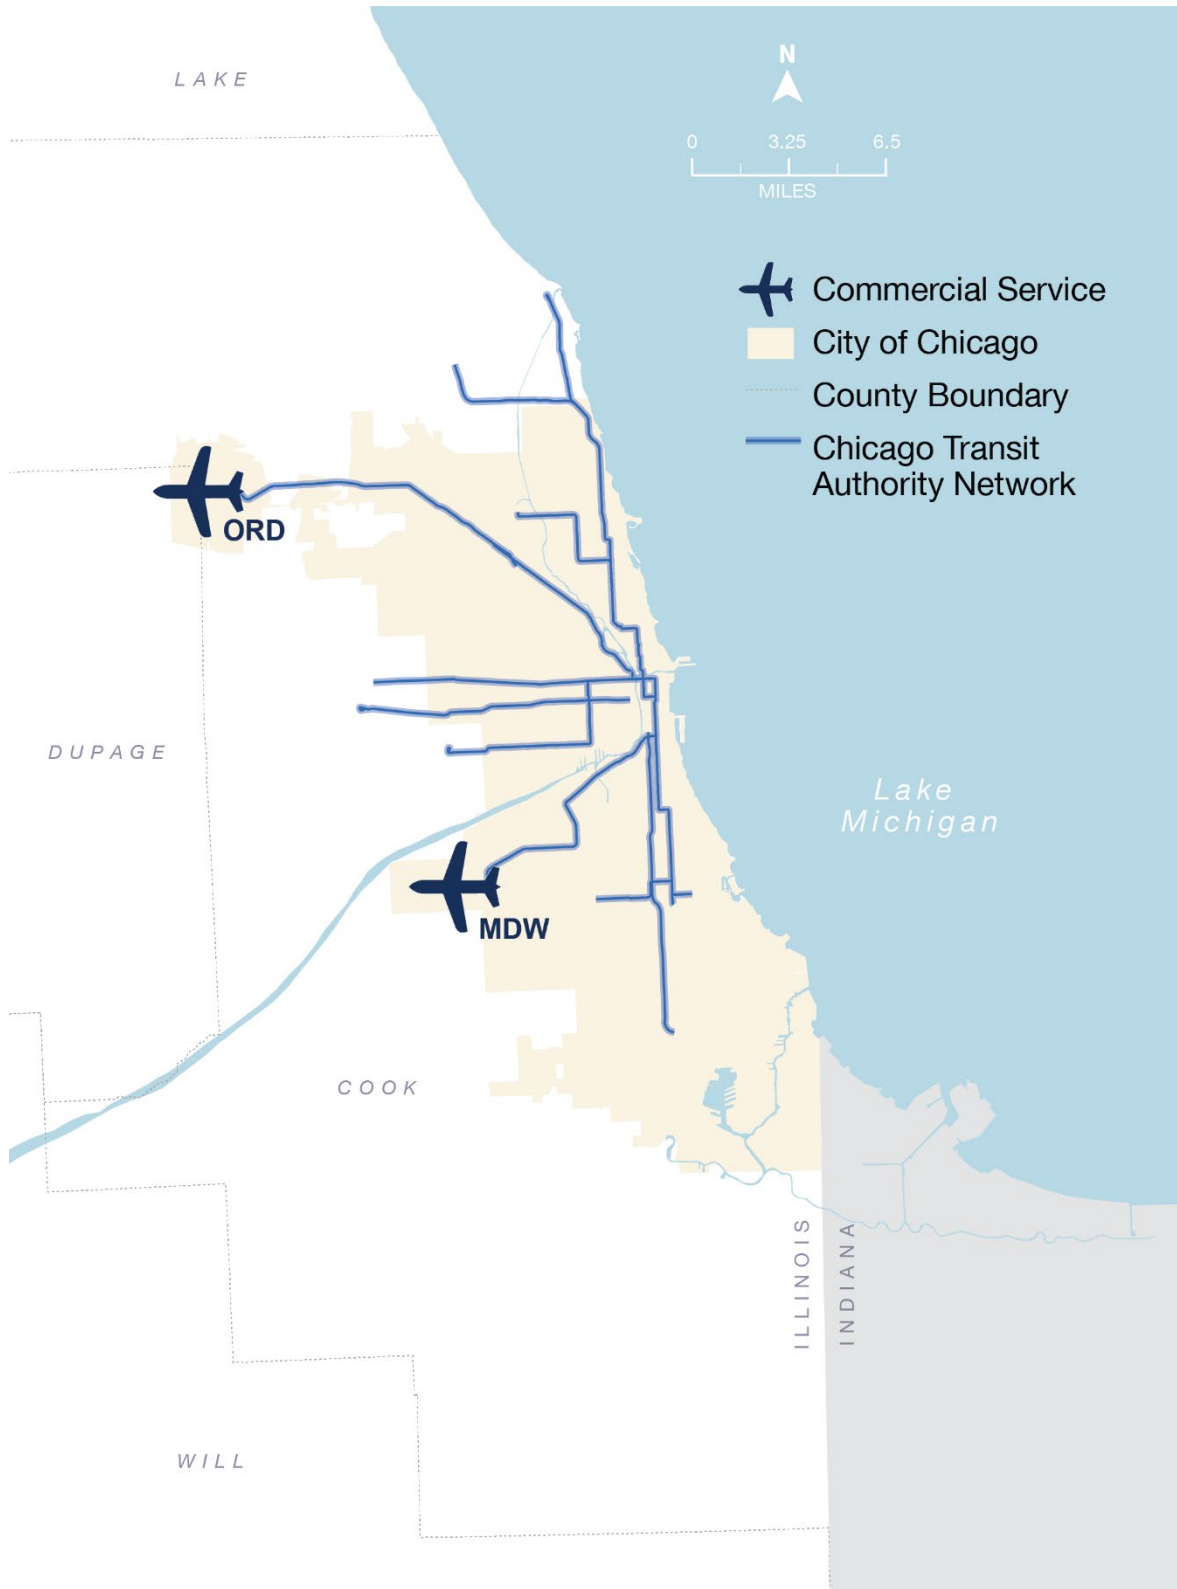 LAKE
N
0 3.25 6.5
MILES
Commercial Service
City of Chicago
County Boundary
Chicago Transit
Authority Network
ORD
DUPAGE
Lake
Michigan
MDW
COOK
ILLINOIS
INDIANA
WILL